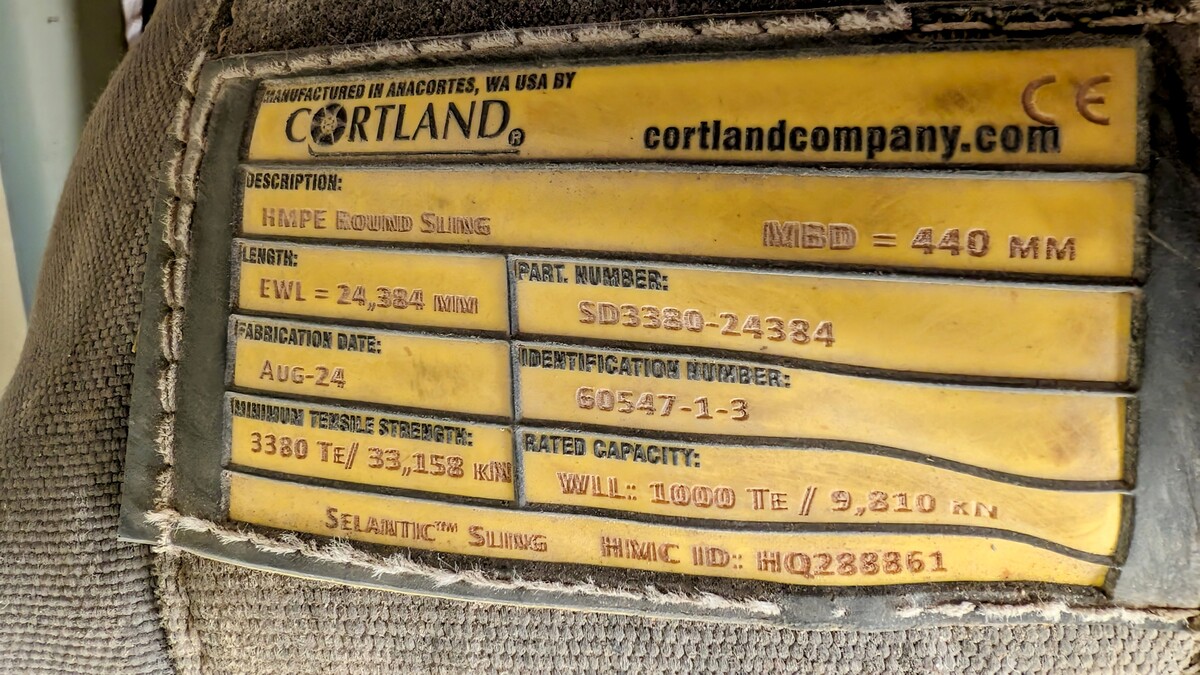 MANUFACTURED IN ANACORTES, WA USA BY
CORTLAND®
cortlandcompany.com
CE
DESCRIPTION:
HMPE ROUND SLING
MBD = 440 MM
LENGTH:
EWL = 24,384 MM
PART. NUMBER:
SD3380-24384
FABRICATION DATE:
AUG-24
IDENTIFICATION NUMBER:
60547-1-3
MINIMUM TENSILE STRENGTH:
3380 TE/ 33,158 KN
RATED CAPACITY:
WLL: 1000 TE / 9,810 KN
SELANTIC™ SLING HMC ID: HQ288861